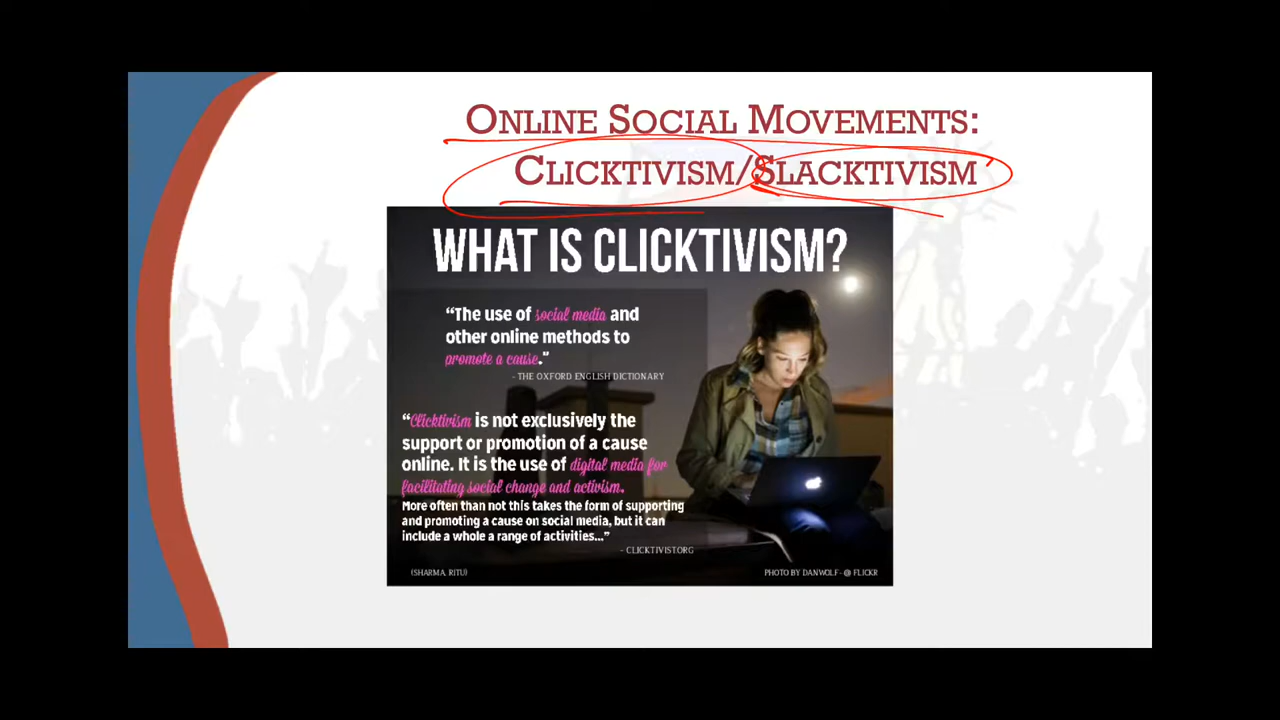 ONLINE SOCIAL MOVEMENTS:
CLICKTIVISM/SLACKTIVISM
WHAT IS CLICKTIVISM?
“The use of social media and
other online methods to
promote a cause.”
- THE OXFORD ENGLISH DICTIONARY
“Clicktivism is not exclusively the
support or promotion of a cause
online. It is the use of digital media for
facilitating social change and activism.
More often than not this takes the form of supporting
and promoting a cause on social media, but it can
include a whole a range of activities...”
- CLICKTIVIST.ORG
(SHARMA, RITU)
PHOTO BY DANWOLF - @ FLICKR